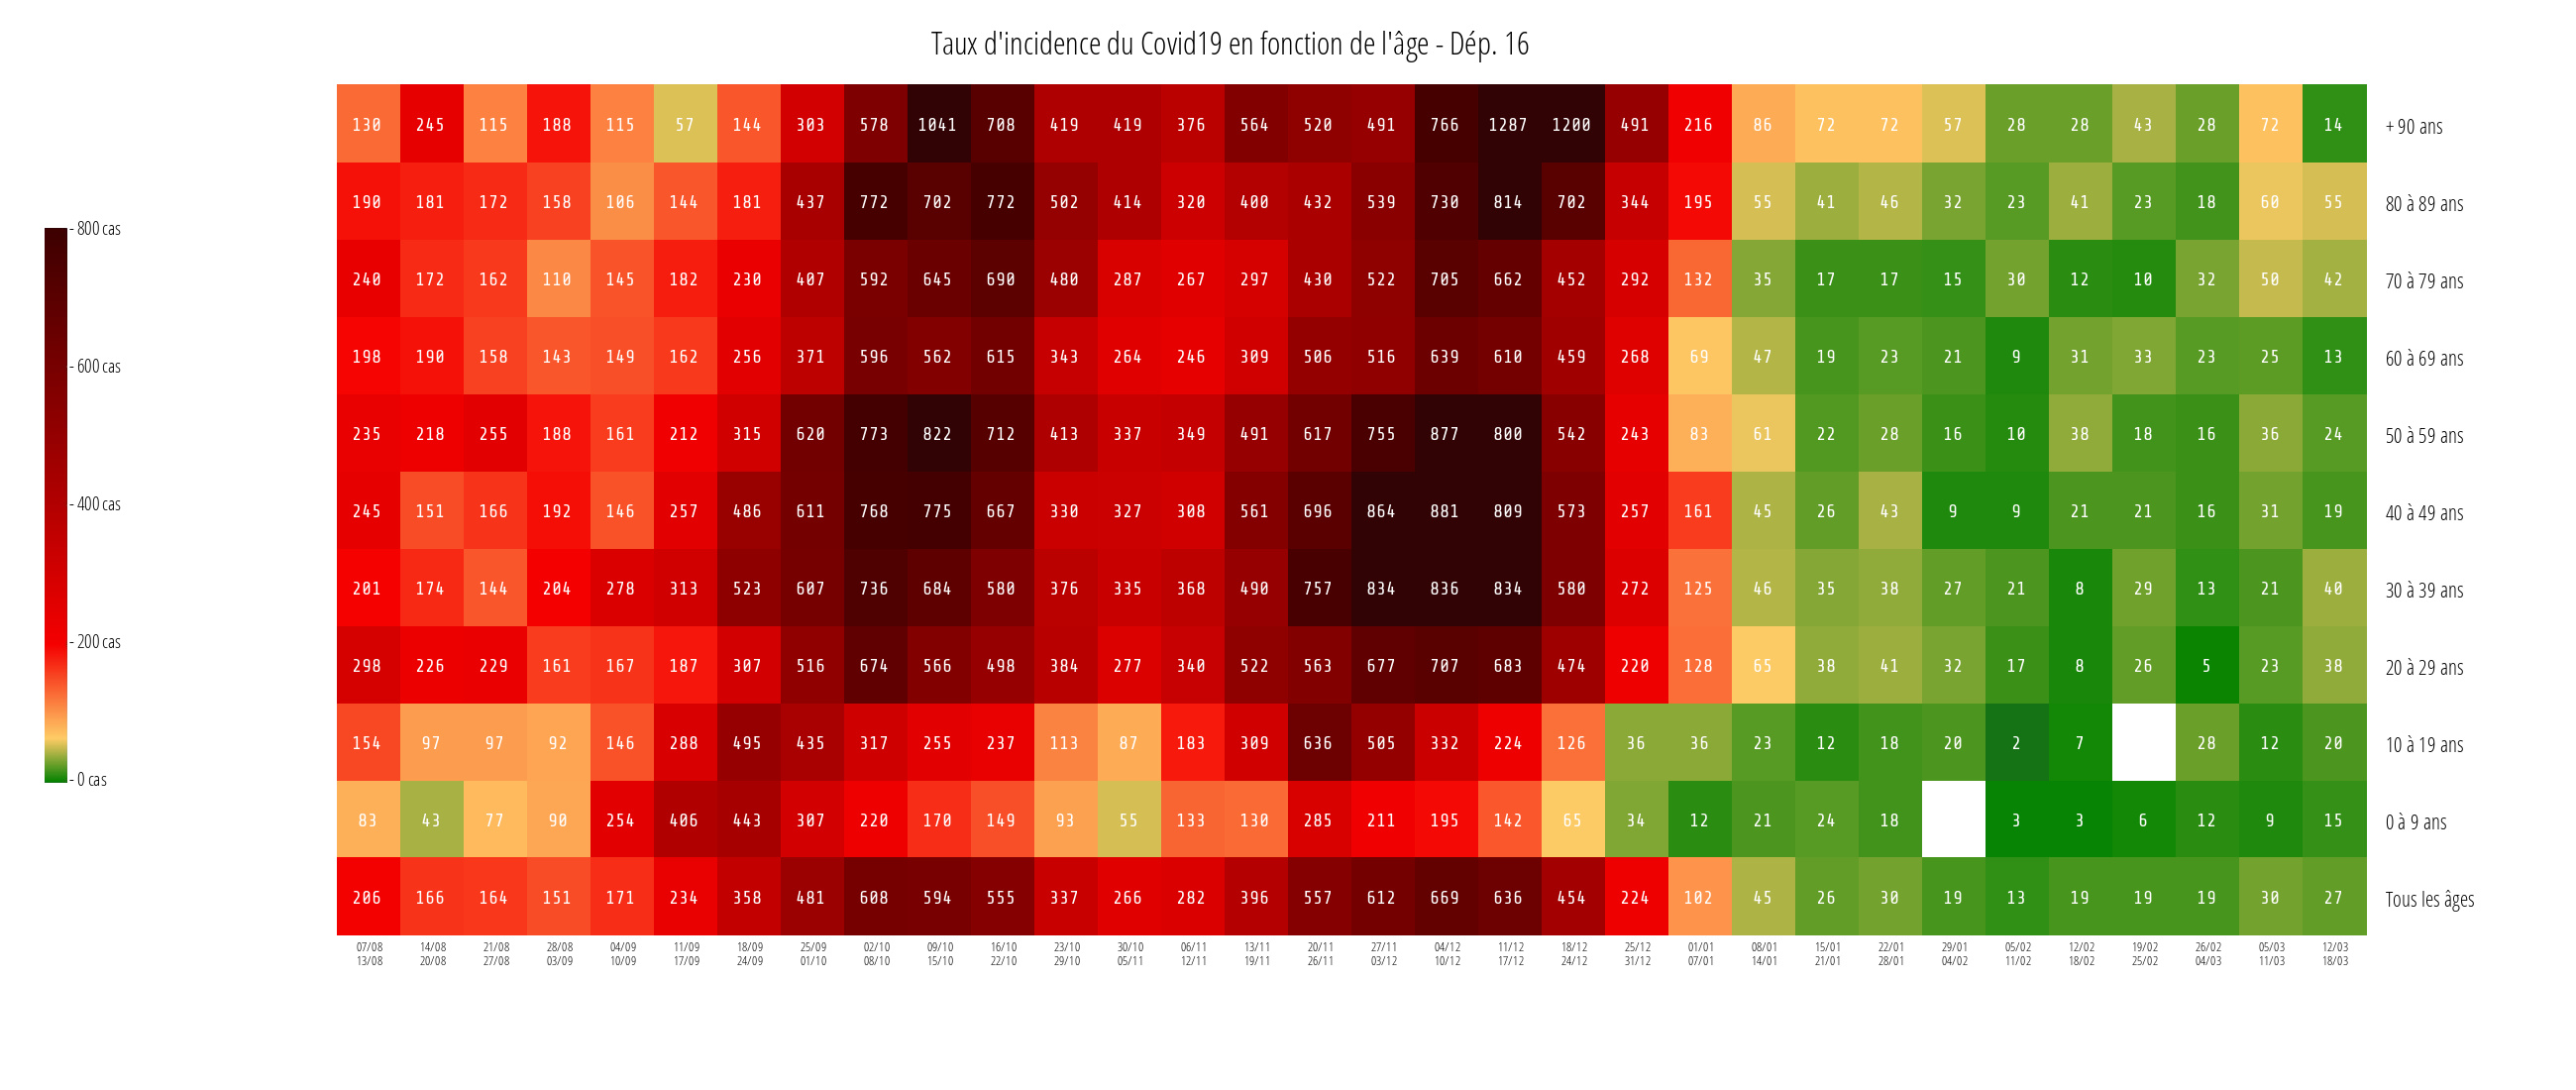 Taux d'incidence du Covid19 en fonction de l'âge - Dép. 16
130 245 115 188 115 57 144 303 578 1041 708 419 419 376 564 520 491 766 1287 1200 491 216 86 72 72 57 28 28 43 28 72 14 + 90 ans
190 181 172 158 106 144 181 437 772 702 772 502 414 320 400 432 539 730 814 702 344 195 55 41 46 32 23 41 23 18 60 55 80 à 89 ans
- 800 cas
240 172 162 110 145 182 230 407 592 645 690 480 287 267 297 430 522 705 662 452 292 132 35 17 17 15 30 12 10 32 50 42 70 à 79 ans
198 190 158 143 149 162 256 371 596 562 615 343 264 246 309 506 516 639 610 459 268 69 47 19 23 21 9 31 33 23 25 13 60 à 69 ans
- 600 cas
235 218 255 188 161 212 315 620 773 822 712 413 337 349 491 617 755 877 800 542 243 83 61 22 28 16 10 38 18 16 36 24 50 à 59 ans
- 400 cas
245 151 166 192 146 257 486 611 768 775 667 330 327 308 561 696 864 881 809 573 257 161 45 26 43 9 9 21 21 16 31 19 40 à 49 ans
201 174 144 204 278 313 523 607 736 684 580 376 335 368 490 757 834 836 834 580 272 125 46 35 38 27 21 8 29 13 21 40 30 à 39 ans
- 200 cas
298 226 229 161 167 187 307 516 674 566 498 384 277 340 522 563 677 707 683 474 220 128 65 38 41 32 17 8 26 5 23 38 20 à 29 ans
154 97 97 92 146 288 495 435 317 255 237 113 87 183 309 636 505 332 224 126 36 36 23 12 18 20 2 7 28 12 20 10 à 19 ans
- 0 cas
83 43 77 90 254 406 443 307 220 170 149 93 55 133 130 285 211 195 142 65 34 12 21 24 18 3 3 6 12 9 15 0 à 9 ans
206 166 164 151 171 234 358 481 608 594 555 337 266 282 396 557 612 669 636 454 224 102 45 26 30 19 13 19 19 19 30 27 Tous les âges
07/08 14/08 21/08 28/08 04/09 11/09 18/09 25/09 02/10 09/10 16/10 23/10 30/10 06/11 13/11 20/11 27/11 04/12 11/12 18/12 25/12 01/01 08/01 15/01 22/01 29/01 05/02 12/02 19/02 26/02 05/03 12/03
13/08 20/08 27/08 03/09 10/09 17/09 24/09 01/10 08/10 15/10 22/10 29/10 05/11 12/11 19/11 26/11 03/12 10/12 17/12 24/12 31/12 07/01 14/01 21/01 28/01 04/02 11/02 18/02 25/02 04/03 11/03 18/03